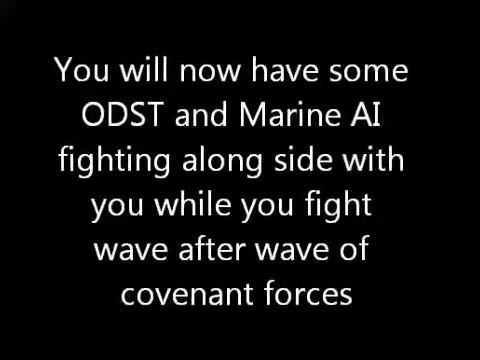 You will now have some
ODST and Marine AI
fighting along side with
you while you fight
wave after wave of
covenant forces